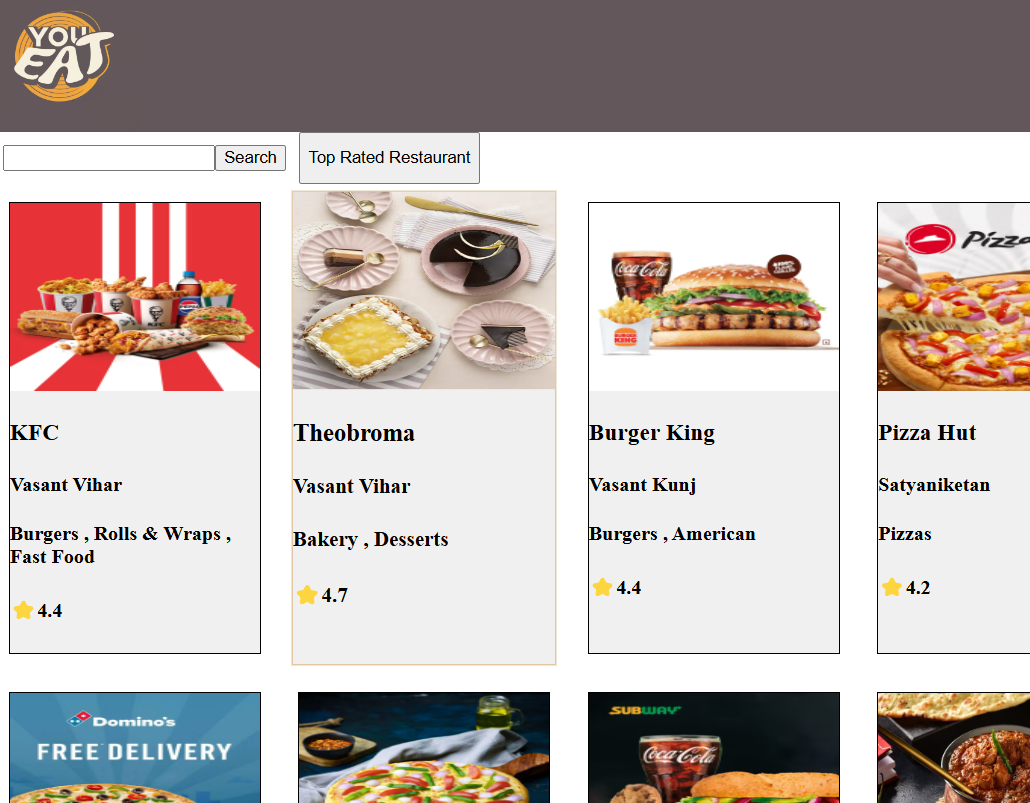 YOU
EAT
Search
Top Rated Restaurant
KFC
Vasant Vihar
Burgers , Rolls & Wraps ,
Fast Food
4.4
Theobroma
Vasant Vihar
Bakery , Desserts
4.7
Coca-Cola
BURGER
KING
Burger King
Vasant Kunj
Burgers , American
4.4
Pizza
Pizza Hut
Satyaniketan
Pizzas
4.2
Domino's
FREE DELIVERY
SUBWAY
Coca-Cola